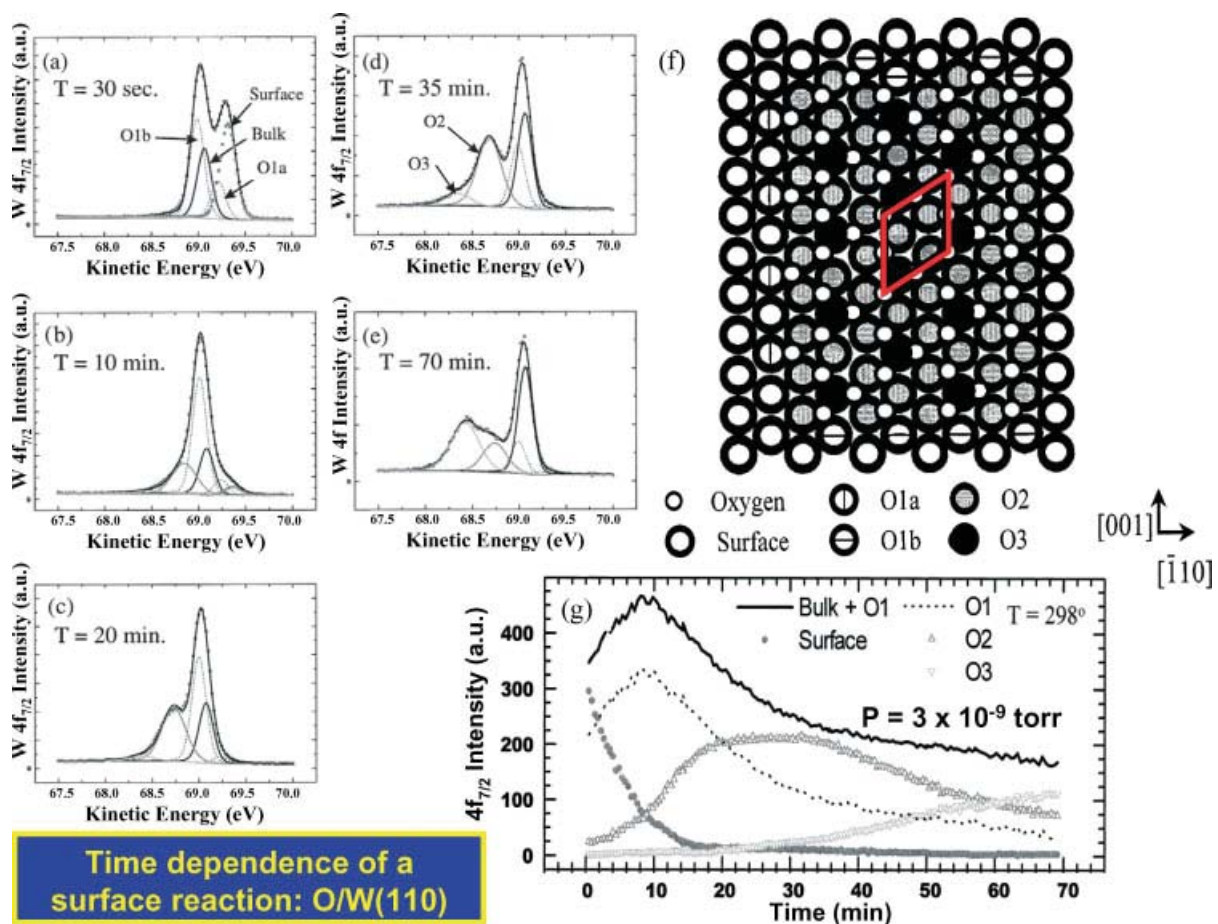 (a)
T = 30 sec.
Surface
O1b
Bulk
O1a
W 4f7/2 Intensity (a.u.)
67.5 68.0 68.5 69.0 69.5 70.0
Kinetic Energy (eV)
(d)
T = 35 min.
O2
O3
W 4f7/2 Intensity (a.u.)
67.5 68.0 68.5 69.0 69.5 70.0
Kinetic Energy (eV)
(b)
T = 10 min.
W 4f7/2 Intensity (a.u.)
67.5 68.0 68.5 69.0 69.5 70.0
Kinetic Energy (eV)
(e)
T = 70 min.
W 4f Intensity (a.u.)
67.5 68.0 68.5 69.0 69.5 70.0
Kinetic Energy (eV)
(c)
T = 20 min.
W 4f7/2 Intensity (a.u.)
67.5 68.0 68.5 69.0 69.5 70.0
Kinetic Energy (eV)
(f)
Oxygen O1a O2
Surface O1b O3
[001]
[1̄10]
(g)
Bulk + O1 O1 T = 298º
Surface O2
O3
P = 3 x 10⁻⁹ torr
4f7/2 Intensity (a.u.)
400
300
200
100
0
0 10 20 30 40 50 60 70
Time (min)
Time dependence of a
surface reaction: O/W(110)